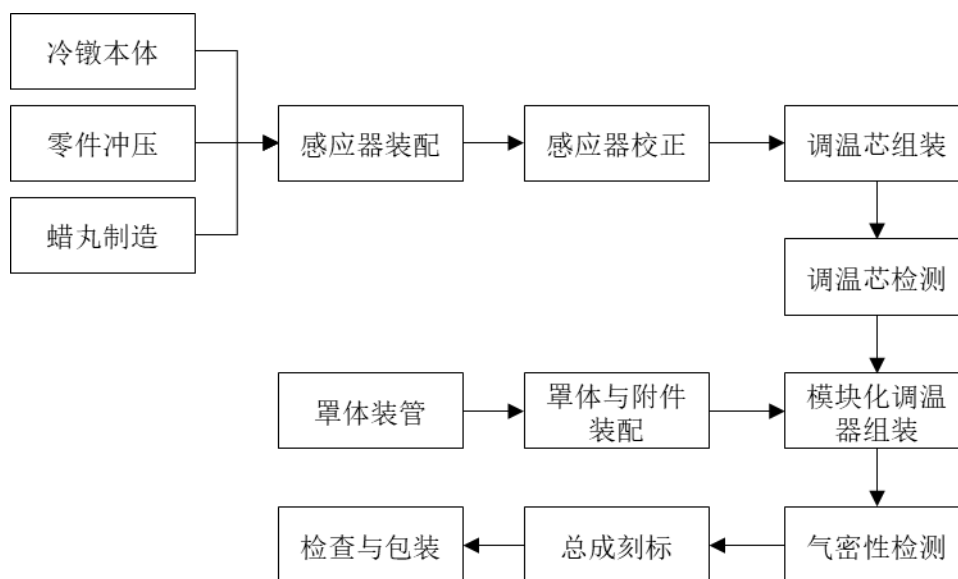 冷镦本体
零件冲压
蜡丸制造
感应器装配
感应器校正
调温芯组装
调温芯检测
罩体装管
罩体与附件
装配
模块化调温
器组装
气密性检测
总成刻标
检查与包装